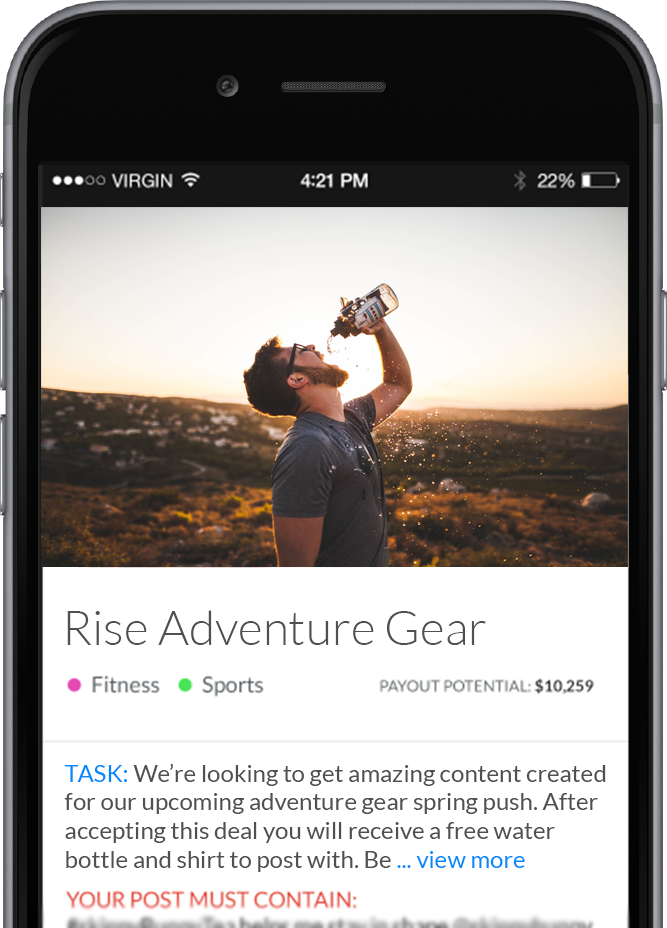 VIRGIN 4:21 PM 22%
Rise Adventure Gear
Fitness Sports PAYOUT POTENTIAL: $10,259
TASK: We’re looking to get amazing content created
for our upcoming adventure gear spring push. After
accepting this deal you will receive a free water
bottle and shirt to post with. Be ... view more
YOUR POST MUST CONTAIN: